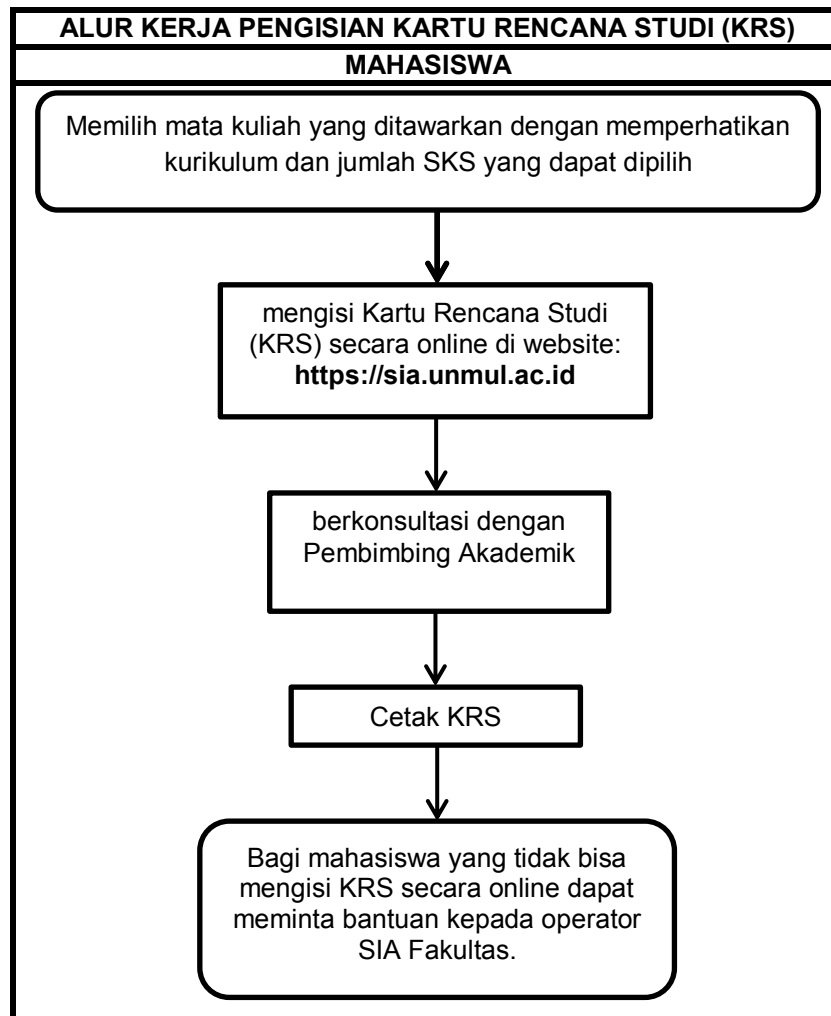 ALUR KERJA PENGISIAN KARTU RENCANA STUDI (KRS)
MAHASISWA
Memilih mata kuliah yang ditawarkan dengan memperhatikan
kurikulum dan jumlah SKS yang dapat dipilih
mengisi Kartu Rencana Studi
(KRS) secara online di website:
https://sia.unmul.ac.id
berkonsultasi dengan
Pembimbing Akademik
Cetak KRS
Bagi mahasiswa yang tidak bisa
mengisi KRS secara online dapat
meminta bantuan kepada operator
SIA Fakultas.